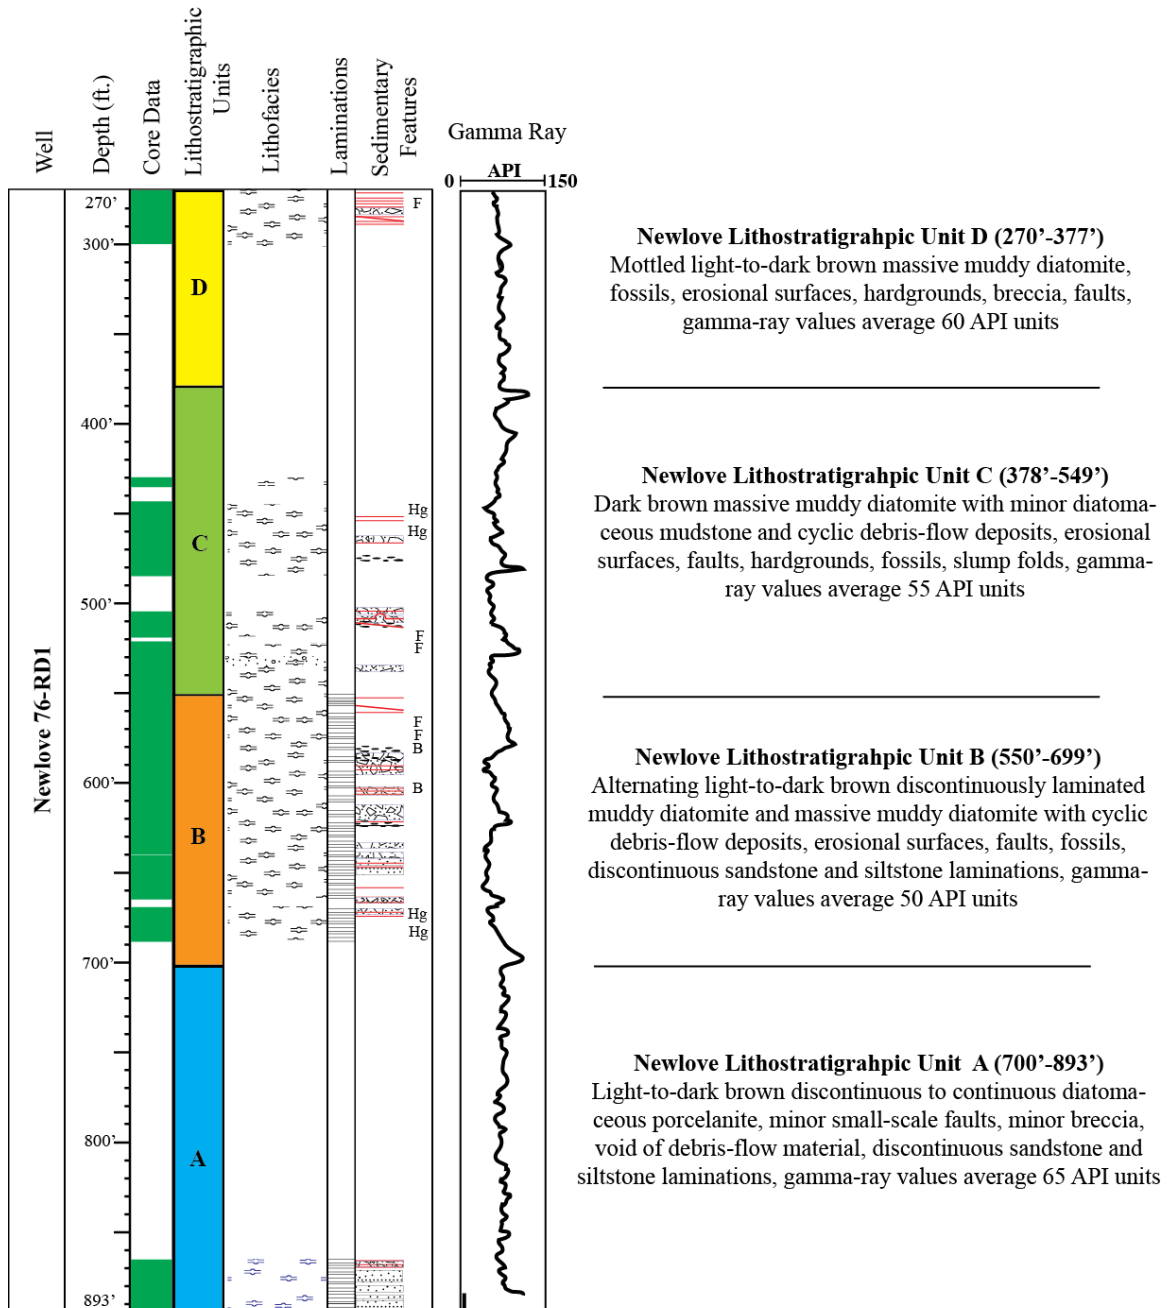 Well
Depth (ft.)
Core Data
Lithostratigraphic
Units
Lithofacies
Laminations
Sedimentary
Features
Gamma Ray
API
0
150
Newlove 76-RD1
270’
300’
400’
500’
600’
700’
800’
893’
D
C
B
A
F
Hg
Hg
F
F
F
F
B
B
Hg
Hg
Newlove Lithostratigrahpic Unit D (270’-377’)
Mottled light-to-dark brown massive muddy diatomite,
fossils, erosional surfaces, hardgrounds, breccia, faults,
gamma-ray values average 60 API units
Newlove Lithostratigrahpic Unit C (378’-549’)
Dark brown massive muddy diatomite with minor diatoma-
ceous mudstone and cyclic debris-flow deposits, erosional
surfaces, faults, hardgrounds, fossils, slump folds, gamma-
ray values average 55 API units
Newlove Lithostratigrahpic Unit B (550’-699’)
Alternating light-to-dark brown discontinuously laminated
muddy diatomite and massive muddy diatomite with cyclic
debris-flow deposits, erosional surfaces, faults, fossils,
discontinuous sandstone and siltstone laminations, gamma-
ray values average 50 API units
Newlove Lithostratigrahpic Unit A (700’-893’)
Light-to-dark brown discontinuous to continuous diatoma-
ceous porcelanite, minor small-scale faults, minor breccia,
void of debris-flow material, discontinuous sandstone and
siltstone laminations, gamma-ray values average 65 API units